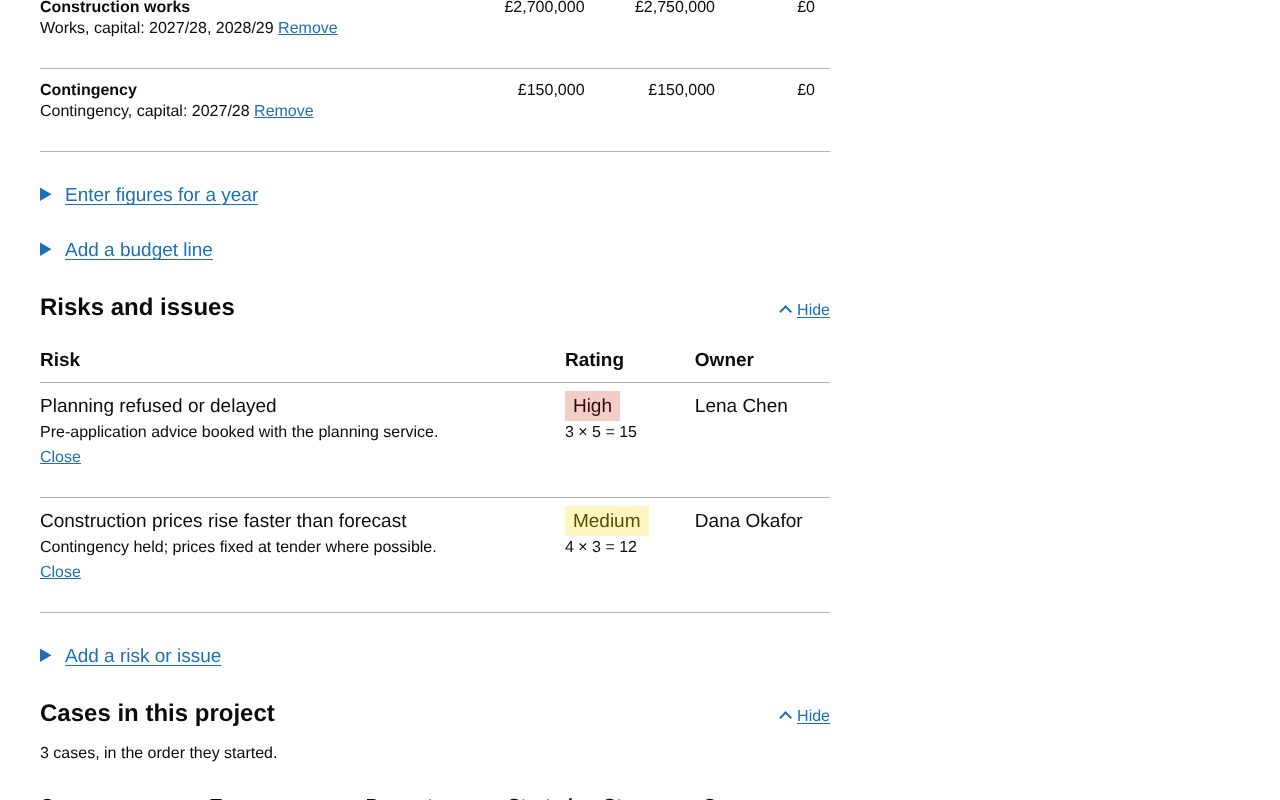 Construction works £2,700,000 £2,750,000 £0
Works, capital: 2027/28, 2028/29 Remove
Contingency £150,000 £150,000 £0
Contingency, capital: 2027/28 Remove
Enter figures for a year
Add a budget line
Risks and issues Hide
Risk Rating Owner
Planning refused or delayed High Lena Chen
Pre-application advice booked with the planning service. 3 × 5 = 15
Close
Construction prices rise faster than forecast Medium Dana Okafor
Contingency held; prices fixed at tender where possible. 4 × 3 = 12
Close
Add a risk or issue
Cases in this project Hide
3 cases, in the order they started.